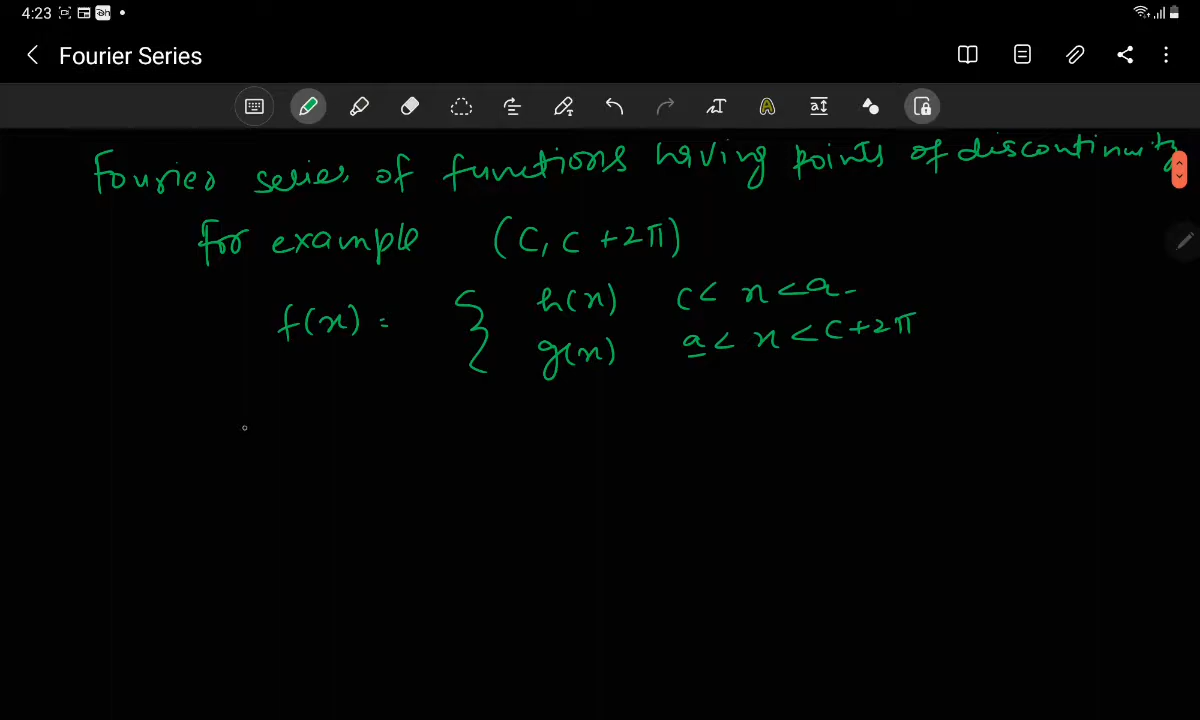 4:23
Fourier Series
Fourier series of functions having points of discontinuity
For example (C, C + 2π)
f(x) = { h(x) C < x < a
g(x) a < x < C + 2π